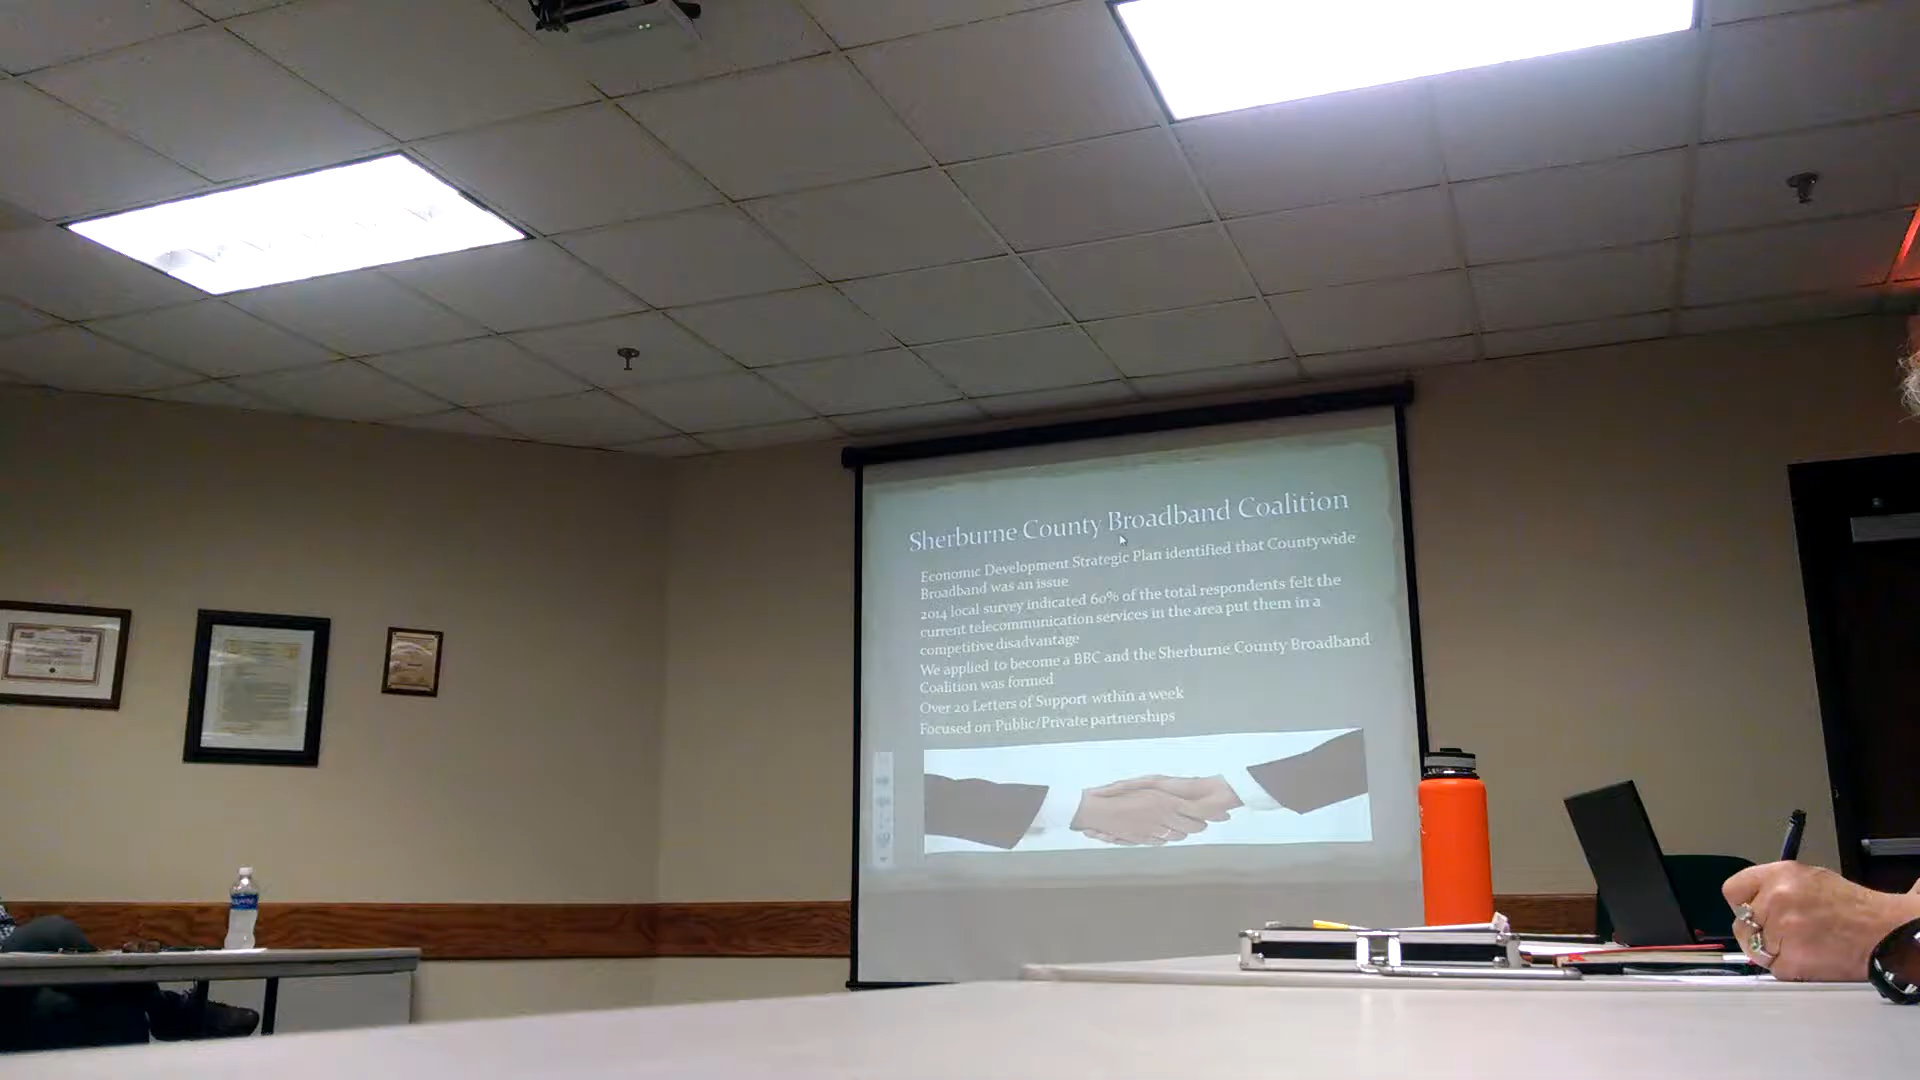 Sherburne County Broadband Coalition
Economic Development Strategic Plan identified that Countywide
Broadband was an issue
2014 local survey indicated 60% of the total respondents felt the
current telecommunication services in the area put them in a
competitive disadvantage
We applied to become a BBC and the Sherburne County Broadband
Coalition was formed
Over 20 Letters of Support within a week
Focused on Public/Private partnerships